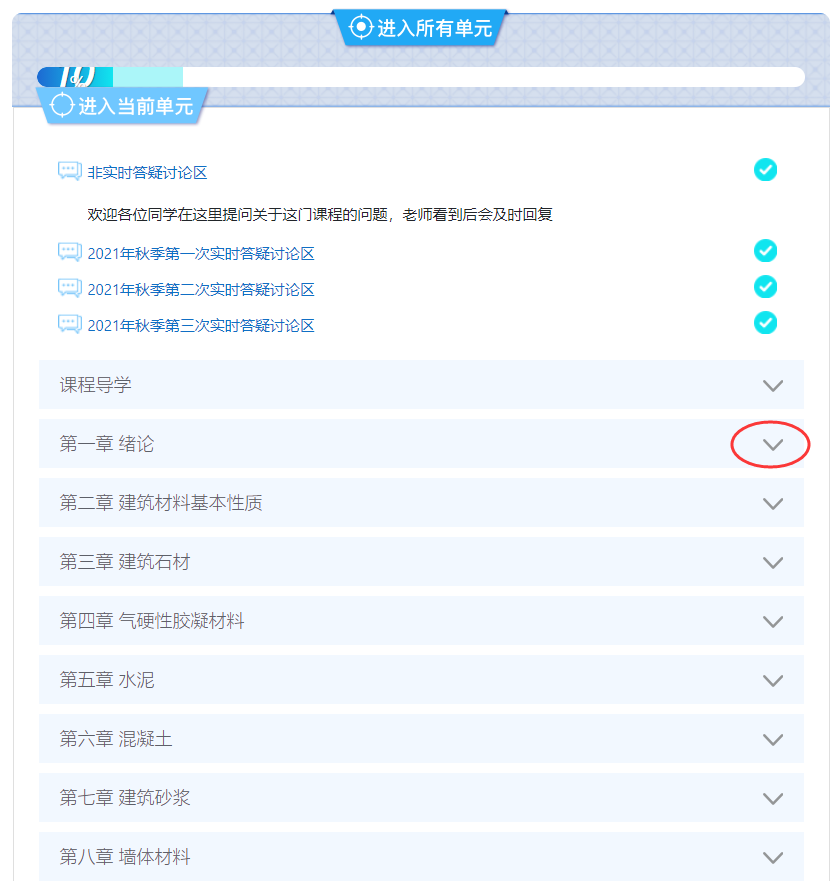 进入所有单元
进入当前单元
非实时答疑讨论区
欢迎各位同学在这里提问关于这门课程的问题，老师看到后会及时回复
2021年秋季第一次实时答疑讨论区
2021年秋季第二次实时答疑讨论区
2021年秋季第三次实时答疑讨论区
课程导学
第一章 绪论
第二章 建筑材料基本性质
第三章 建筑石材
第四章 气硬性胶凝材料
第五章 水泥
第六章 混凝土
第七章 建筑砂浆
第八章 墙体材料